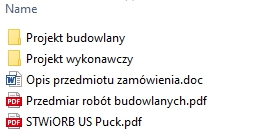 Name
Projekt budowlany
Projekt wykonawczy
Opis przedmiotu zamówienia.doc
Przedmiar robót budowlanych.pdf
STWiORB US Puck.pdf